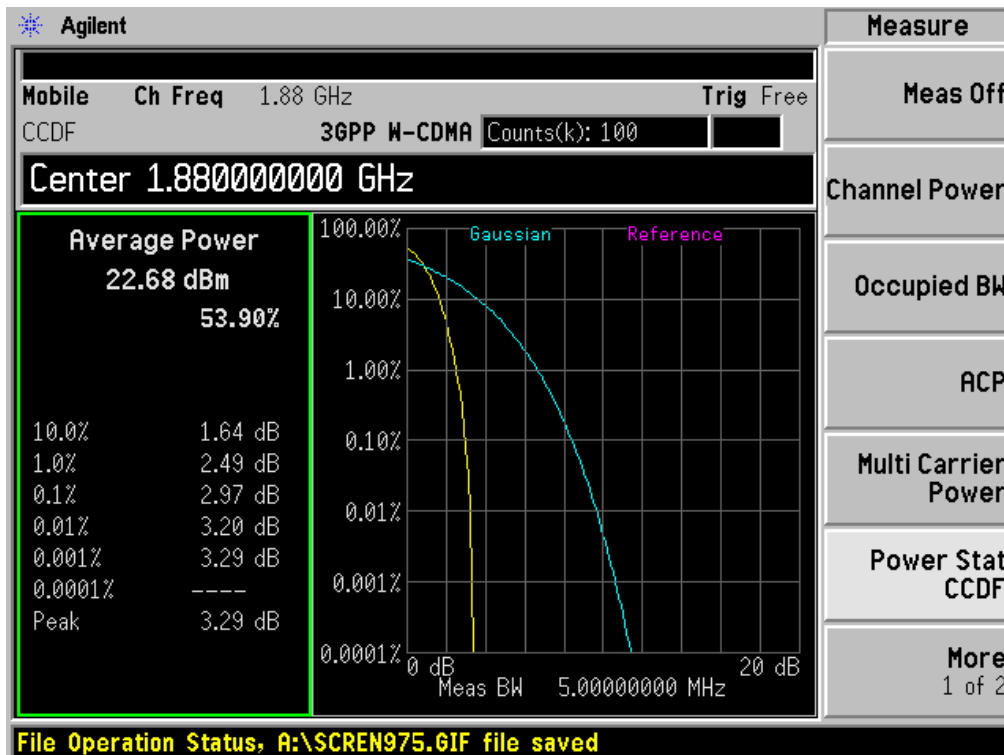 Agilent
Measure
Mobile Ch Freq 1.88 GHz Trig Free
CCDF 3GPP W-CDMA Counts(k): 100
Center 1.880000000 GHz
Average Power
22.68 dBm
53.90%
10.0% 1.64 dB
1.0% 2.49 dB
0.1% 2.97 dB
0.01% 3.20 dB
0.001% 3.29 dB
0.0001% ----
Peak 3.29 dB
Gaussian Reference
100.00%
10.00%
1.00%
0.10%
0.01%
0.001%
0.0001%
0 dB 20 dB
Meas BW 5.00000000 MHz
Meas Off
Channel Power
Occupied BW
ACP
Multi Carrier
Power
Power Stat
CCDF
More
1 of 2
File Operation Status, A:\SCREN975.GIF file saved